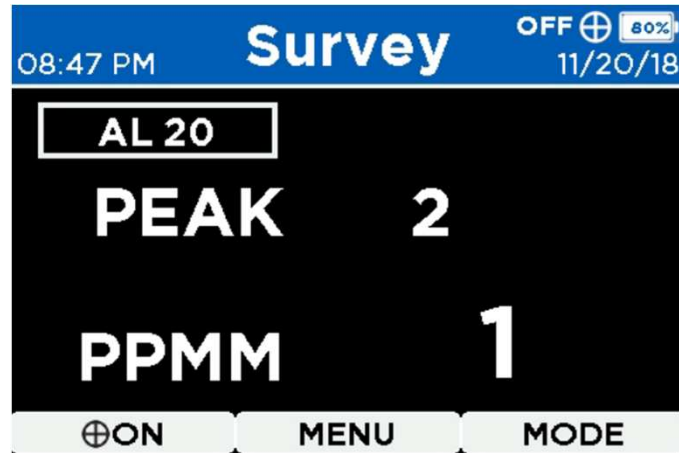 08:47 PM Survey OFF ⊕ 80% 11/20/18
AL 20
PEAK 2
PPMM 1
⊕ON MENU MODE